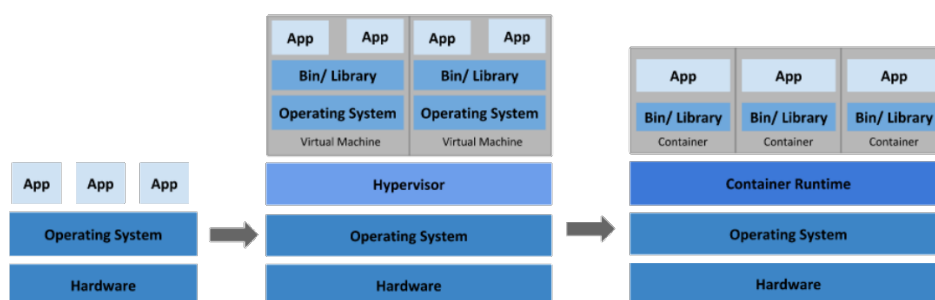 App App App
Operating System
Hardware
App App App App
Bin/ Library Bin/ Library
Operating System Operating System
Virtual Machine Virtual Machine
Hypervisor
Operating System
Hardware
App App App
Bin/ Library Bin/ Library Bin/ Library
Container Container Container
Container Runtime
Operating System
Hardware